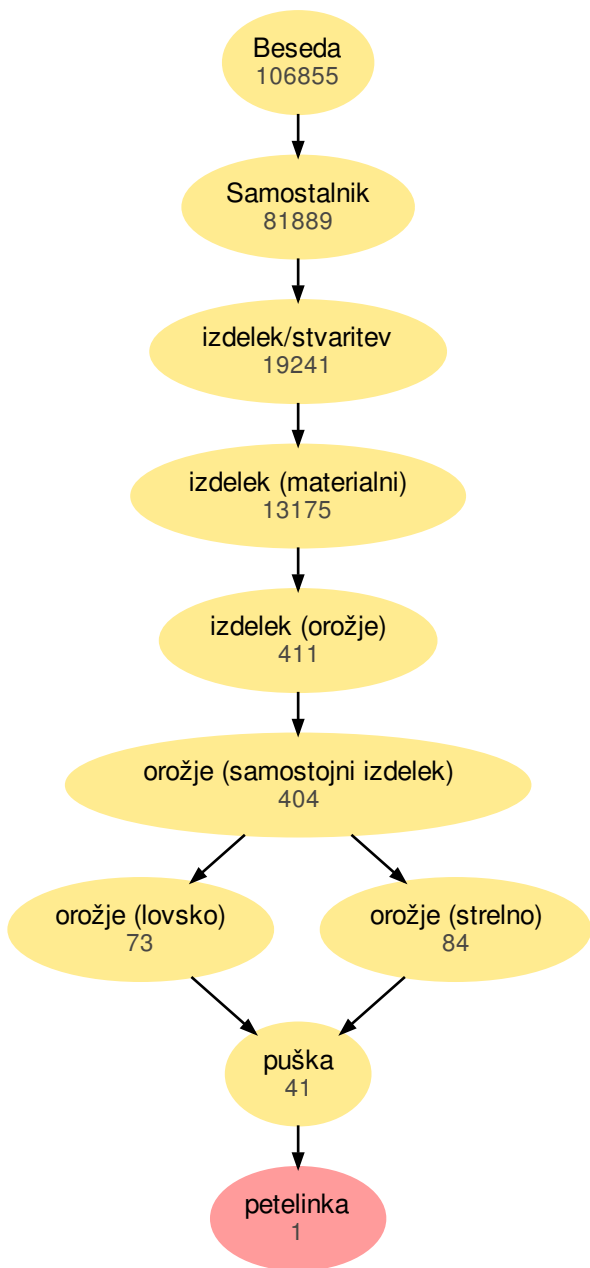 Beseda
106855
Samostalnik
81889
izdelek/stvaritev
19241
izdelek (materialni)
13175
izdelek (orožje)
411
orožje (samostojni izdelek)
404
orožje (lovsko)
73
orožje (strelno)
84
puška
41
petelinka
1